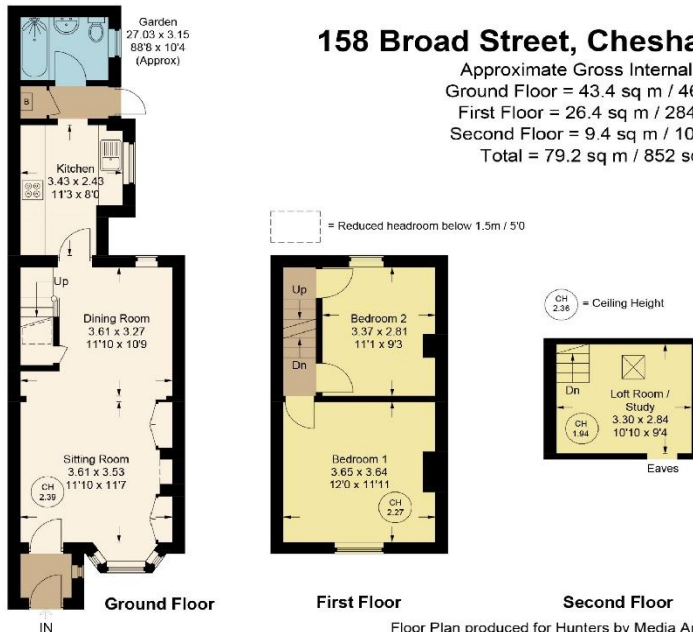 Garden
27.03 x 3.15
88'8 x 10'4
(Approx)
158 Broad Street,
Approximate Gross Internal
Ground Floor = 43.4 sq m /
First Floor = 26.4 sq m / 284
Second Floor = 9.4 sq m /
Total = 79.2 sq m / 852
B
Kitchen
3.43 x 2.43
11'3 x 8'0
= Reduced headroom below 1.5m / 5'0
Up
Dining Room
3.61 x 3.27
11'10 x 10'9
Sitting Room
3.61 x 3.53
11'10 x 11'7
CH
2.39
IN
Ground Floor
Up
Dn
Bedroom 2
3.37 x 2.81
11'1 x 9'3
Bedroom 1
3.65 x 3.64
12'0 x 11'11
CH
2.27
First Floor
CH
2.36
= Ceiling Height
Dn
Loft Room /
Study
3.30 x 2.84
10'10 x 9'4
CH
1.94
Eaves
Second Floor
Floor Plan produced for Hunters by Media